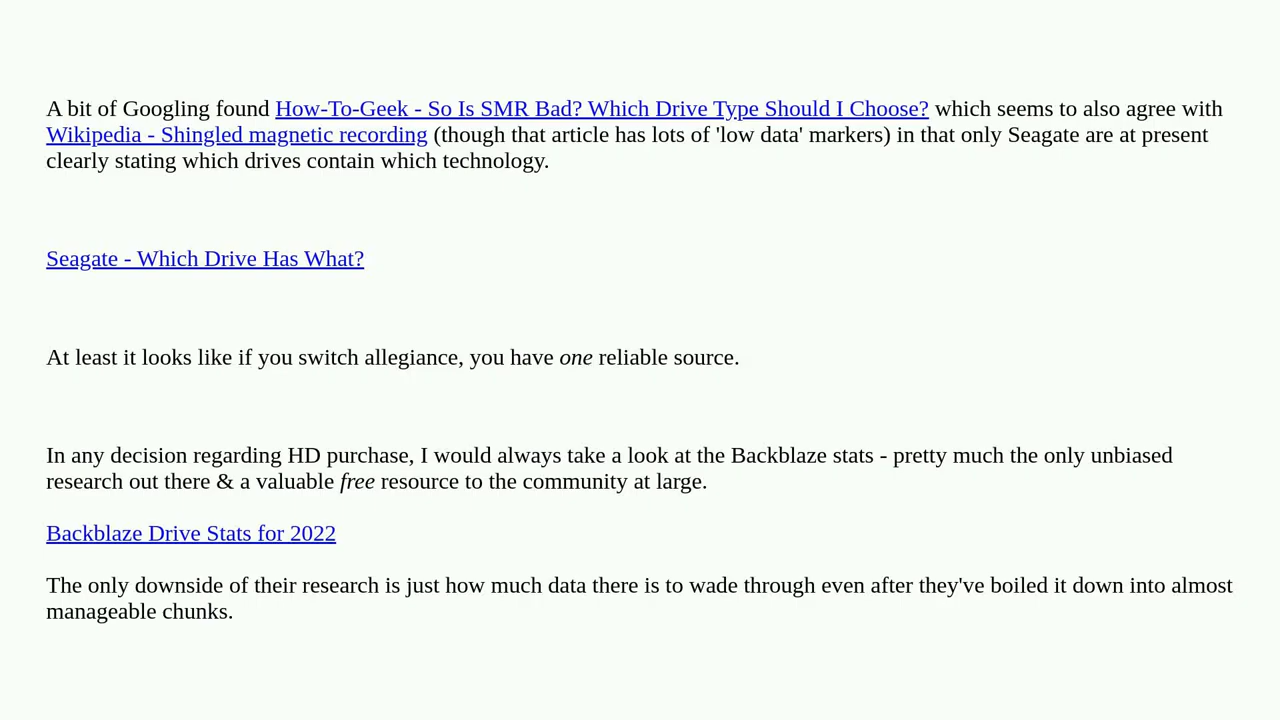 A bit of Googling found How-To-Geek - So Is SMR Bad? Which Drive Type Should I Choose? which seems to also agree with
Wikipedia - Shingled magnetic recording (though that article has lots of 'low data' markers) in that only Seagate are at present
clearly stating which drives contain which technology.
Seagate - Which Drive Has What?
At least it looks like if you switch allegiance, you have one reliable source.
In any decision regarding HD purchase, I would always take a look at the Backblaze stats - pretty much the only unbiased
research out there & a valuable free resource to the community at large.
Backblaze Drive Stats for 2022
The only downside of their research is just how much data there is to wade through even after they've boiled it down into almost
manageable chunks.